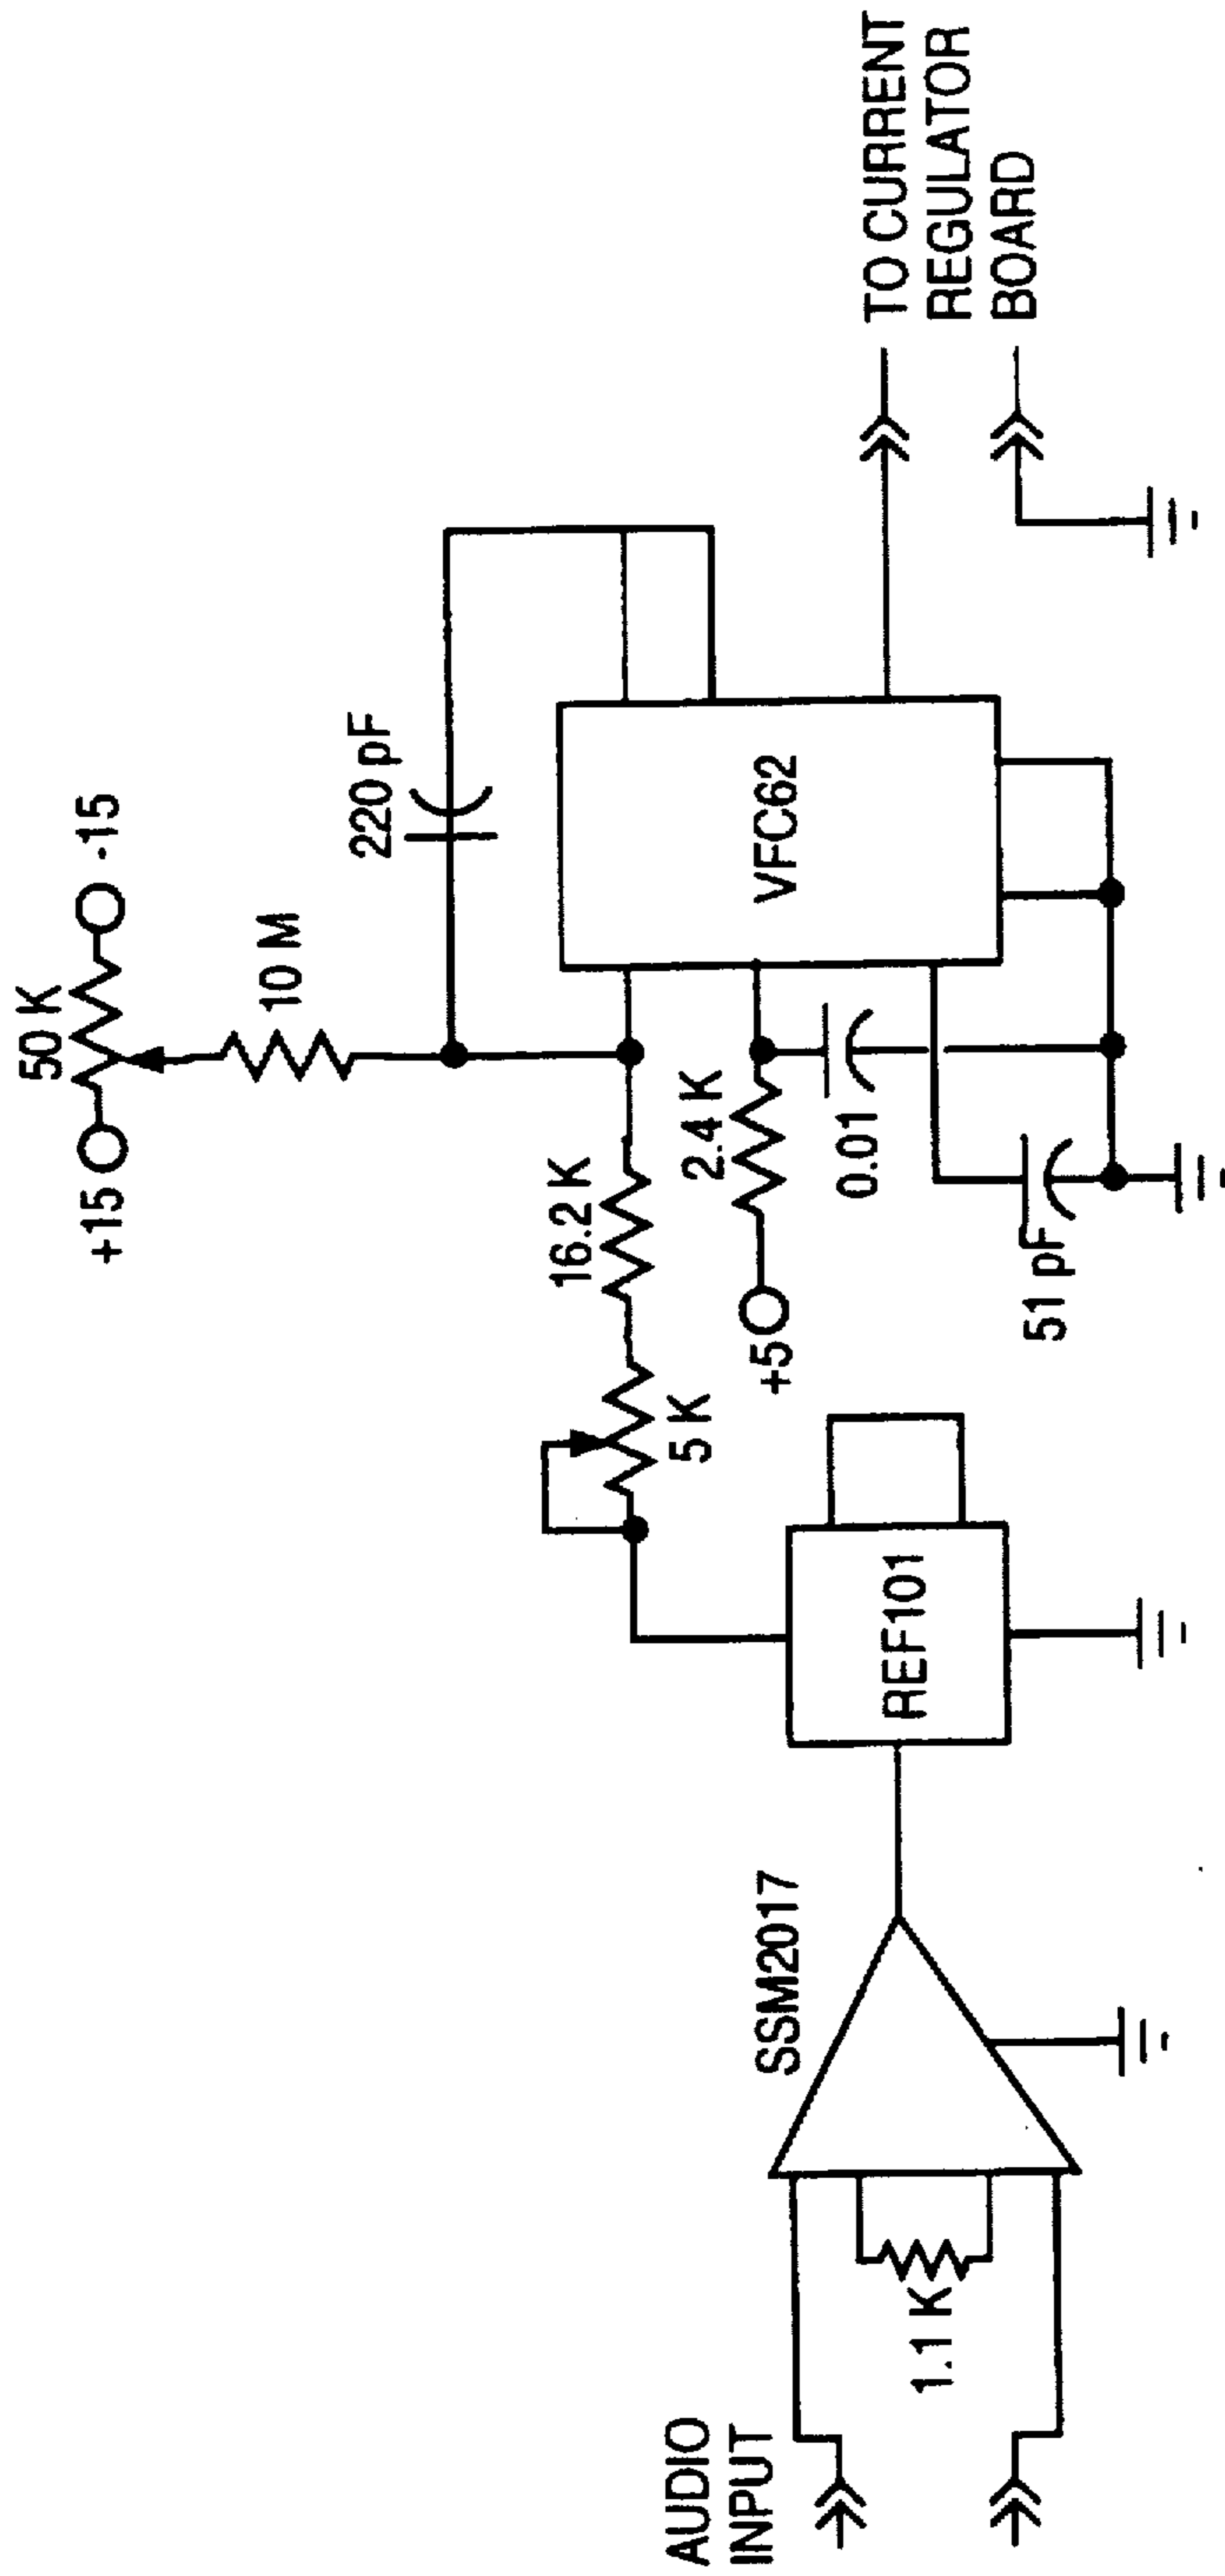 AUDIO
INPUT
1.1 K
SSM2017
REF101
5 K
16.2 K
+15
50 K
-15
10 M
220 pF
+5
2.4 K
0.01
51 pF
VFC62
TO CURRENT
REGULATOR
BOARD